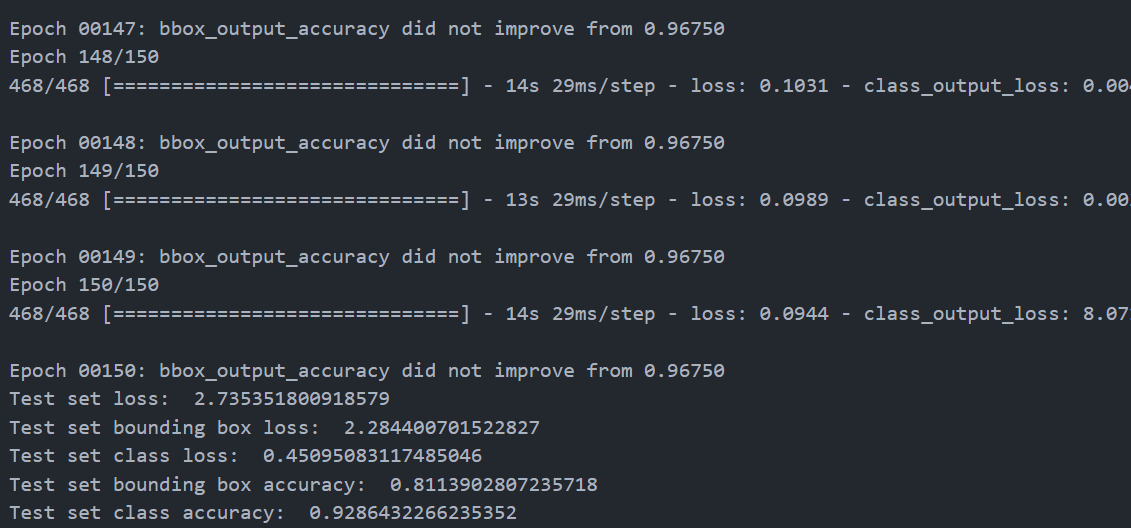 Epoch 00147: bbox_output_accuracy did not improve from 0.96750
Epoch 148/150
468/468 [==============================] - 14s 29ms/step - loss: 0.1031 - class_output_loss: 0.004
Epoch 00148: bbox_output_accuracy did not improve from 0.96750
Epoch 149/150
468/468 [==============================] - 13s 29ms/step - loss: 0.0989 - class_output_loss: 0.00
Epoch 00149: bbox_output_accuracy did not improve from 0.96750
Epoch 150/150
468/468 [==============================] - 14s 29ms/step - loss: 0.0944 - class_output_loss: 8.07
Epoch 00150: bbox_output_accuracy did not improve from 0.96750
Test set loss:  2.735351800918579
Test set bounding box loss:  2.284400701522827
Test set class loss:  0.45095083117485046
Test set bounding box accuracy:  0.8113902807235718
Test set class accuracy:  0.9286432266235352